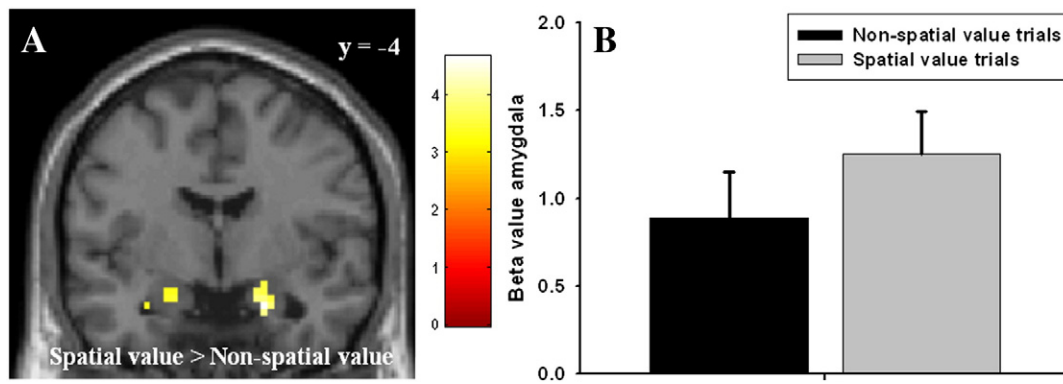 A
y = -4
Spatial value > Non-spatial value
4
3
2
1
0
B
Non-spatial value trials
Spatial value trials
Beta value amygdala
2.0
1.5
1.0
0.5
0.0